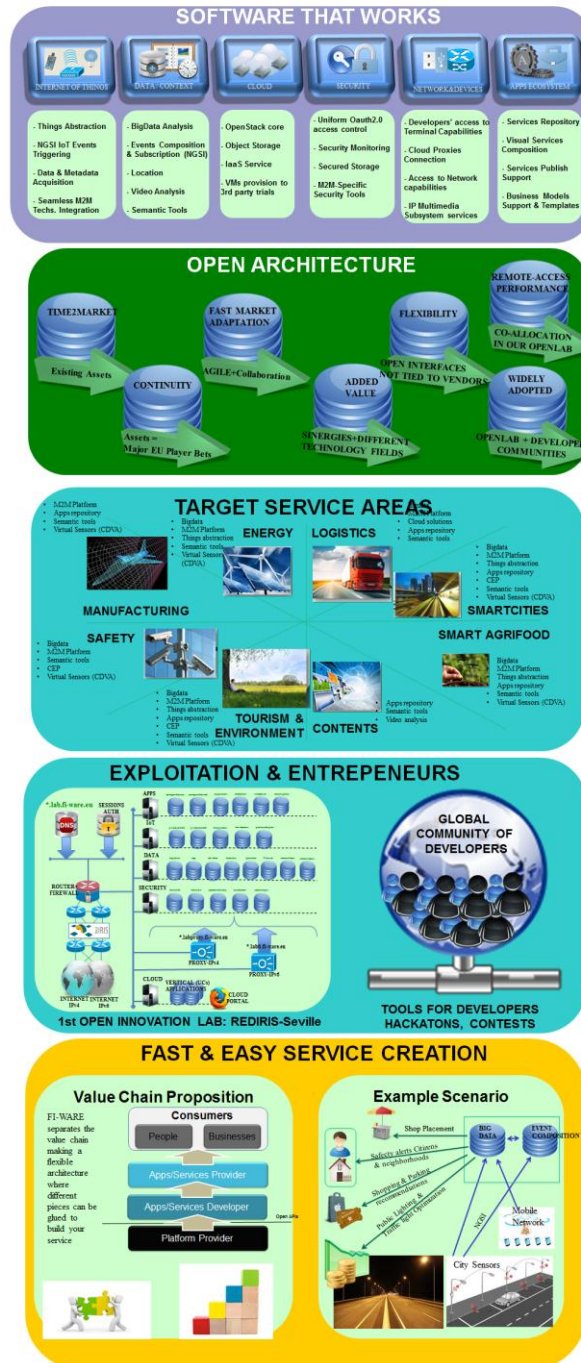 SOFTWARE THAT WORKS
INTERNET OF THINGS
DATA / CONTEXT
CLOUD
SECURITY
NETWORK&DEVICES
APPS ECOSYSTEM
- Things Abstraction
- NGSI IoT Events
Triggering
- Data & Metadata
Acquisition
- Seamless M2M
Techs. Integration
- BigData Analysis
- Events Composition
& Subscription (NGSI)
- Location
- Video Analysis
- Semantic Tools
- OpenStack core
- Object Storage
- IaaS Service
- VMs provision to
3rd party trials
- Uniform Oauth2.0
access control
- Security Monitoring
- Secured Storage
- M2M-Specific
Security Tools
- Developers' access to
Terminal Capabilities
- Cloud Proxies
Connection
- Access to Network
capabilities
- IP Multimedia
Subsystem services
- Services Repository
- Visual Services
Composition
- Services Publish
Support
- Business Models
Support & Templates
OPEN ARCHITECTURE
TIME2MARKET
Existing Assets
CONTINUITY
Assets =
Major EU Player Bets
FAST MARKET
ADAPTATION
AGILE+Collaboration
ADDED
VALUE
SINERGIES+DIFFERENT
TECHNOLOGY FIELDS
FLEXIBILITY
OPEN INTERFACES
NOT TIED TO VENDORS
REMOTE-ACCESS
PERFORMANCE
CO-ALLOCATION
IN OUR OPENLAB
WIDELY
ADOPTED
OPENLAB + DEVELOPER
COMMUNITIES
TARGET SERVICE AREAS
• M2M Platform
• Apps repository
• Semantic tools
• Virtual Sensors (CDVA)
MANUFACTURING
• Bigdata
• M2M Platform
• Things abstraction
• Semantic tools
• Virtual Sensors
(CDVA)
ENERGY
LOGISTICS
Platform
• Cloud solutions
• Apps repository
• Semantic tools
• Bigdata
• M2M Platform
• Things abstraction
• Apps repository
• CEP
• Semantic tools
• Virtual Sensors (CDVA)
SMARTCITIES
SAFETY
• Bigdata
• M2M Platform
• Semantic tools
• CEP
• Virtual Sensors (CDVA)
• Bigdata
• M2M Platform
• Things abstraction
• Apps repository
• CEP
• Semantic tools
• Virtual Sensors (CDVA)
TOURISM &
ENVIRONMENT
CONTENTS
• Apps repository
• Semantic tools
• Video analysis
SMART AGRIFOOD
• Bigdata
• M2M Platform
• Things abstraction
• Apps repository
• Semantic tools
• Virtual Sensors (CDVA)
EXPLOITATION & ENTREPENEURS
*.lab.fi-ware.eu
DNS
SESSIONS
AUTH
ROUTER
FIREWALL
INTERNET
IPv4
INTERNET
IPv6
APPS
IoT
DATA
SECURITY
PROXY-IPv4
PROXY-IPv6
CLOUD
VERTICAL (UCs)
APPLICATIONS
CLOUD
PORTAL
1st OPEN INNOVATION LAB: REDIRIS-Seville
GLOBAL
COMMUNITY OF
DEVELOPERS
TOOLS FOR DEVELOPERS
HACKATONS, CONTESTS
FAST & EASY SERVICE CREATION
Value Chain Proposition
FI-WARE
separates the
value chain
making a
flexible
architecture
where
different
pieces can be
glued to
build your
service
Consumers
People
Businesses
Apps/Services Provider
Apps/Services Developer
Open APIs
Platform Provider
Example Scenario
Shop Placement
Safecty alerts Citizens
& neighborhoods
Shopping & Parking
recommendations
Public Lighting &
Traffic light Optimization
BIG
DATA
EVENT
COMPOSITION
NGSI
Mobile
Network
City Sensors